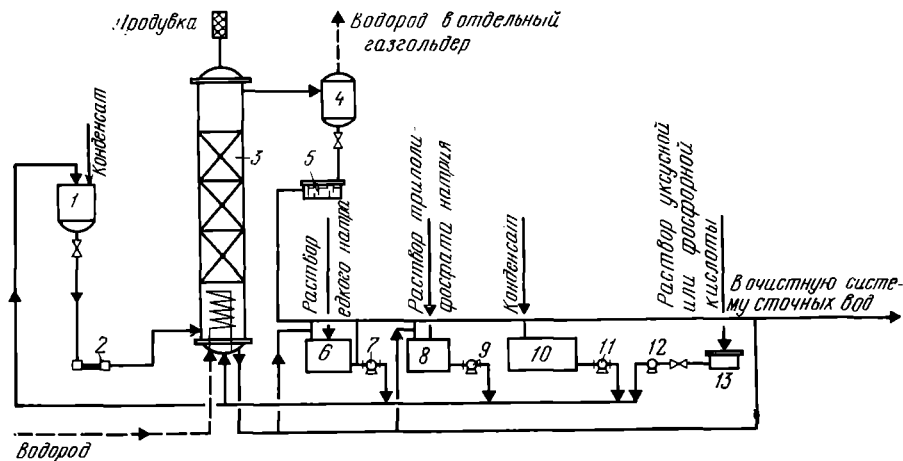 Продувка
Водород в отдельный
газгольдер
Конденсат
1
2
3
4
5
Раствор
едкого натра
Раствор триполи-
фосфата натрия
Конденсат
Раствор уксусной
или фосфорной
кислоты
В очистную систе-
му сточных вод
6
7
8
9
10
11
12
13
Водород